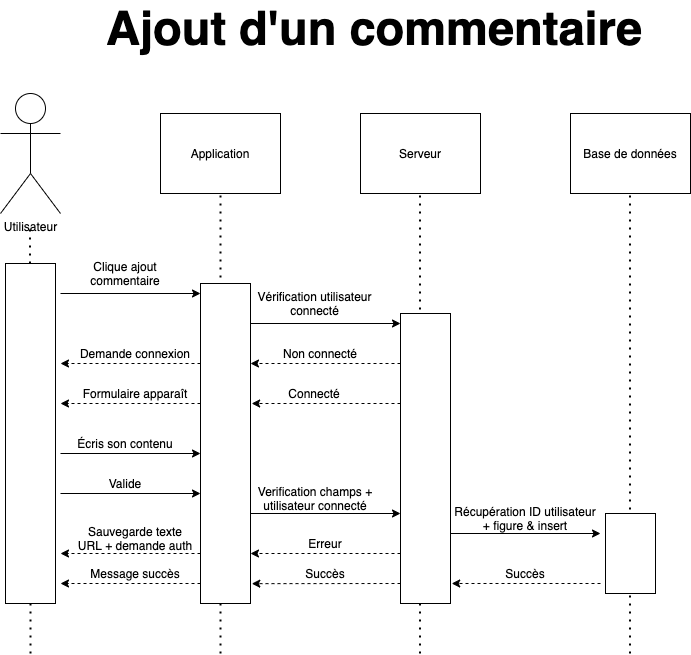 Ajout d'un commentaire
Application
Serveur
Base de données
Utilisateur
Clique ajout
commentaire
Vérification utilisateur
connecté
Demande connexion
Non connecté
Formulaire apparaît
Connecté
Écris son contenu
Valide
Verification champs +
utilisateur connecté
Récupération ID utilisateur
+ figure & insert
Sauvegarde texte
URL + demande auth
Erreur
Message succès
Succès
Succès